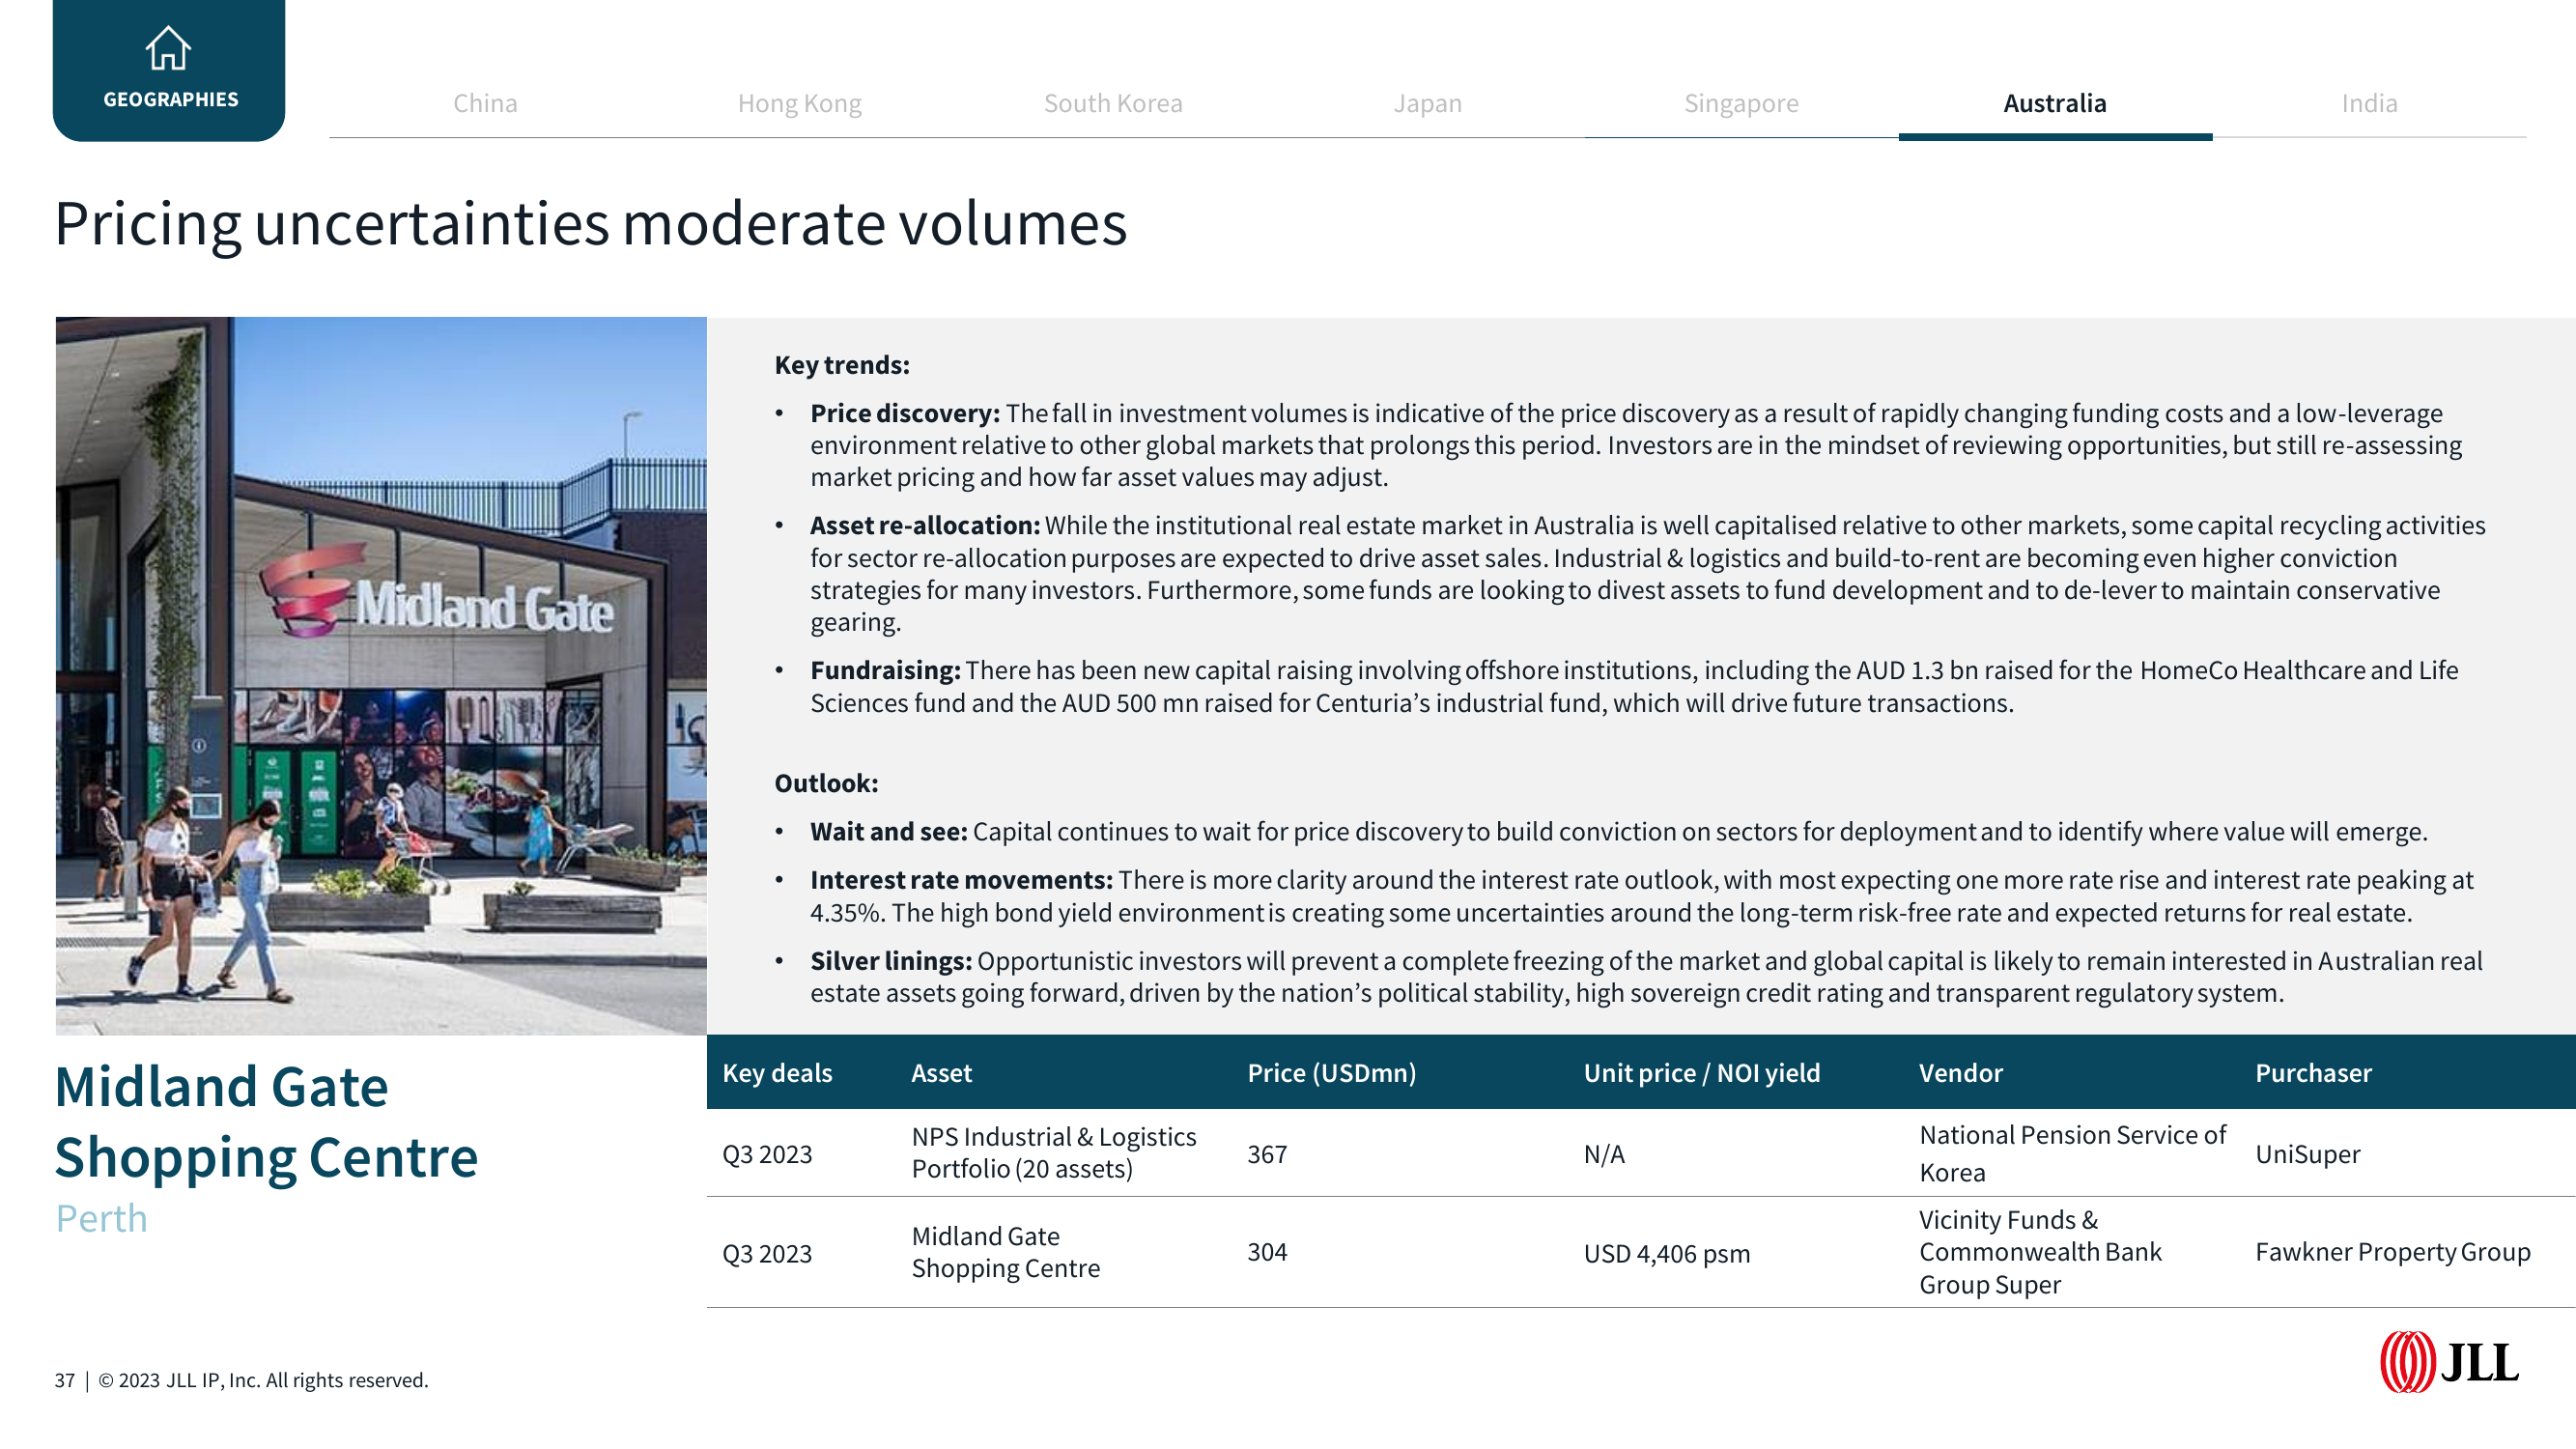 GEOGRAPHIES
China
Hong Kong
South Korea
Japan
Singapore
Australia
India
Pricing uncertainties moderate volumes
Midland Gate
Key trends:
• Price discovery: The fall in investment volumes is indicative of the price discovery as a result of rapidly changing funding costs and a low-leverage
environment relative to other global markets that prolongs this period. Investors are in the mindset of reviewing opportunities, but still re-assessing
market pricing and how far asset values may adjust.
• Asset re-allocation: While the institutional real estate market in Australia is well capitalised relative to other markets, some capital recycling activities
for sector re-allocation purposes are expected to drive asset sales. Industrial & logistics and build-to-rent are becoming even higher conviction
strategies for many investors. Furthermore, some funds are looking to divest assets to fund development and to de-lever to maintain conservative
gearing.
• Fundraising: There has been new capital raising involving offshore institutions, including the AUD 1.3 bn raised for the HomeCo Healthcare and Life
Sciences fund and the AUD 500 mn raised for Centuria’s industrial fund, which will drive future transactions.
Outlook:
• Wait and see: Capital continues to wait for price discovery to build conviction on sectors for deployment and to identify where value will emerge.
• Interest rate movements: There is more clarity around the interest rate outlook, with most expecting one more rate rise and interest rate peaking at
4.35%. The high bond yield environment is creating some uncertainties around the long-term risk-free rate and expected returns for real estate.
• Silver linings: Opportunistic investors will prevent a complete freezing of the market and global capital is likely to remain interested in Australian real
estate assets going forward, driven by the nation’s political stability, high sovereign credit rating and transparent regulatory system.
Midland Gate
Shopping Centre
Perth
Key deals
Asset
Price (USDmn)
Unit price / NOI yield
Vendor
Purchaser
Q3 2023
NPS Industrial & Logistics
Portfolio (20 assets)
367
N/A
National Pension Service of
Korea
UniSuper
Q3 2023
Midland Gate
Shopping Centre
304
USD 4,406 psm
Vicinity Funds &
Commonwealth Bank
Group Super
Fawkner Property Group
37 | © 2023 JLL IP, Inc. All rights reserved.
JLL